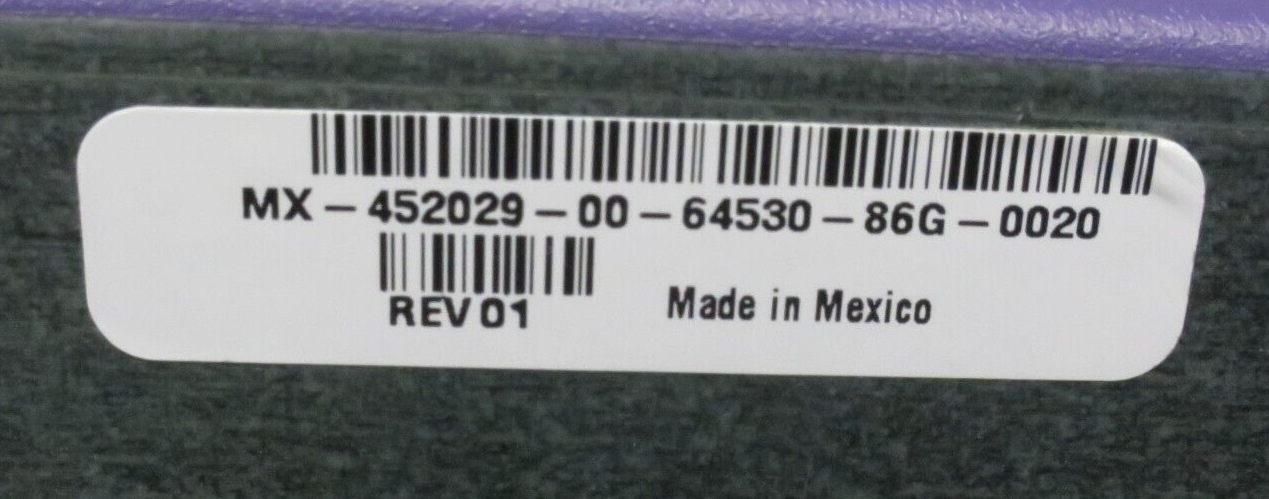 MX-452029-00-64530-86G-0020
REV 01 Made in Mexico